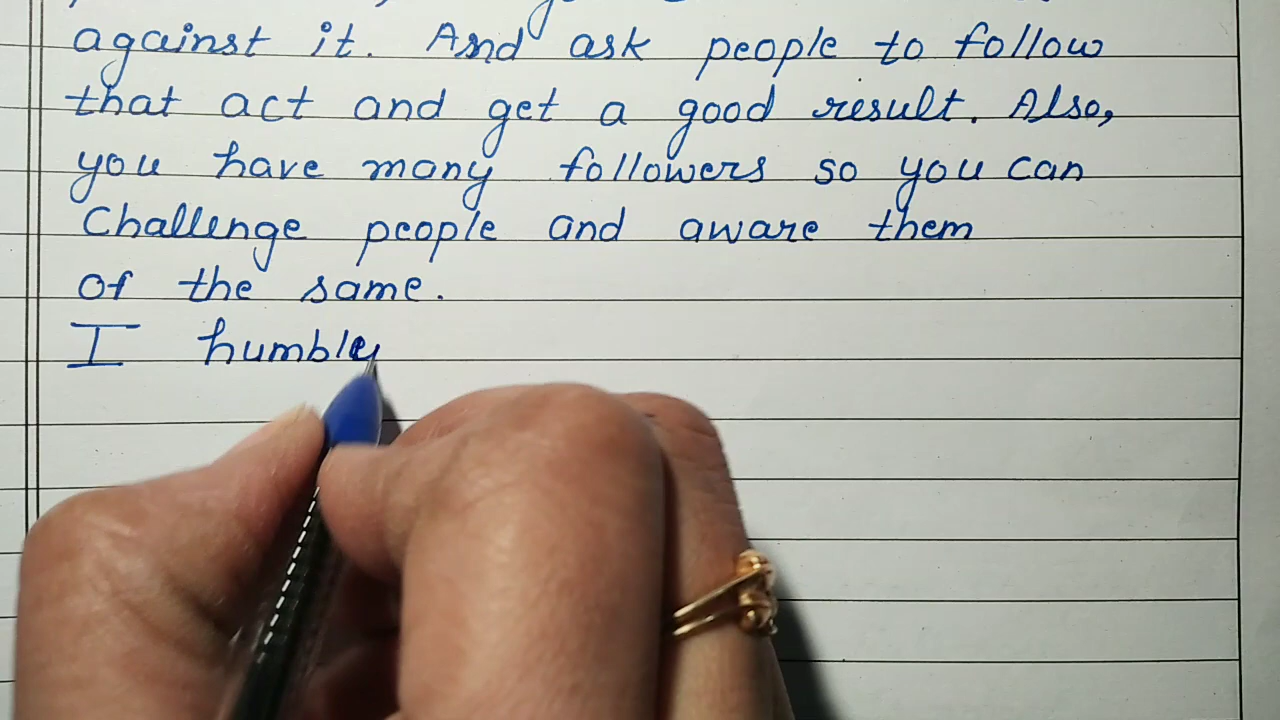 against it. And ask people to follow
that act and get a good result. Also,
you have many followers so you can
Challenge people and aware them
of the same.
I humbly